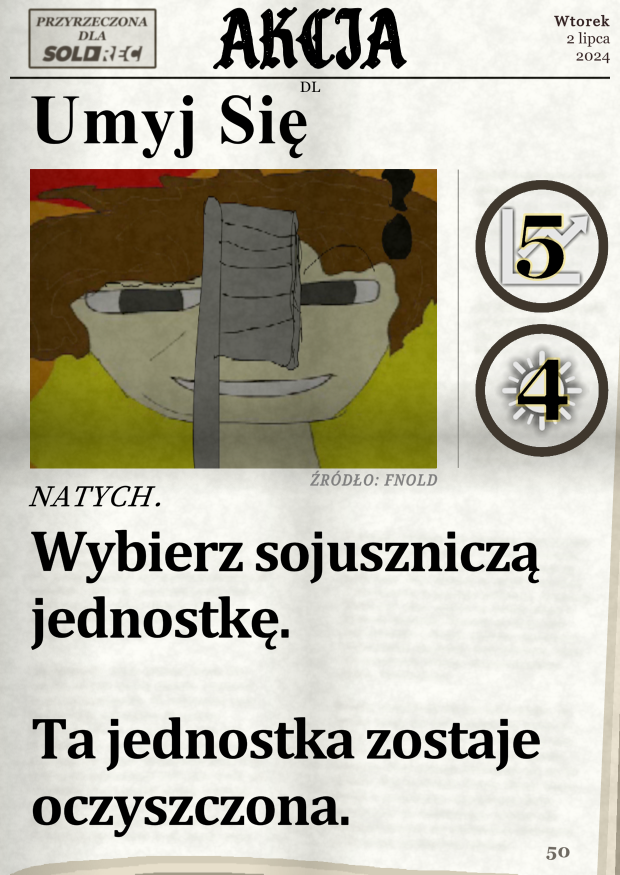 PRZYRZECZONA
DLA
SOLDREC
AKCJA
Wtorek
2 lipca
2024
DL
Umyj Się
5
4
ŹRÓDŁO: FNOLD
NATYCH.
Wybierz sojuszniczą
jednostkę.
Ta jednostka zostaje
oczyszczona.
50